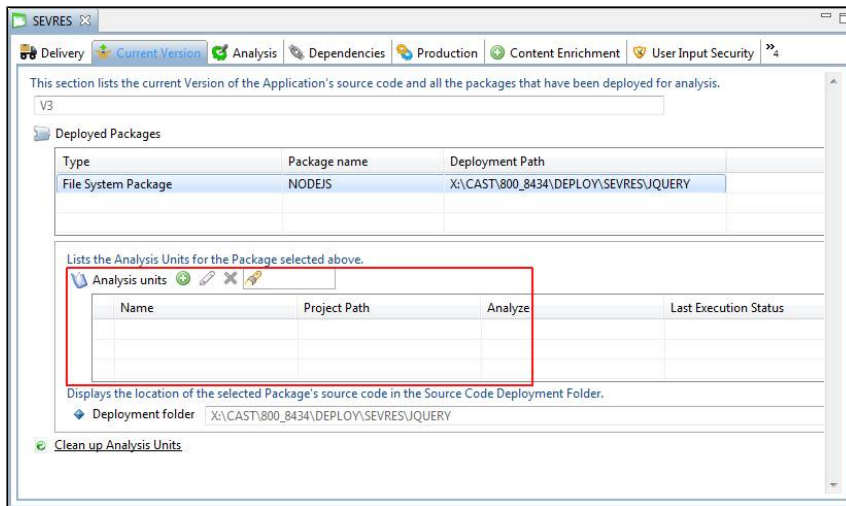 SEVRES
Delivery Current Version Analysis Dependencies Production Content Enrichment User Input Security »4
This section lists the current Version of the Application's source code and all the packages that have been deployed for analysis.
V3
Deployed Packages
Type Package name Deployment Path
File System Package NODEJS X:\CAST\800_8434\DEPLOY\SEVRES\JQUERY
Lists the Analysis Units for the Package selected above.
Analysis units
Name Project Path Analyze Last Execution Status
Displays the location of the selected Package's source code in the Source Code Deployment Folder.
Deployment folder X:\CAST\800_8434\DEPLOY\SEVRES\JQUERY
Clean up Analysis Units